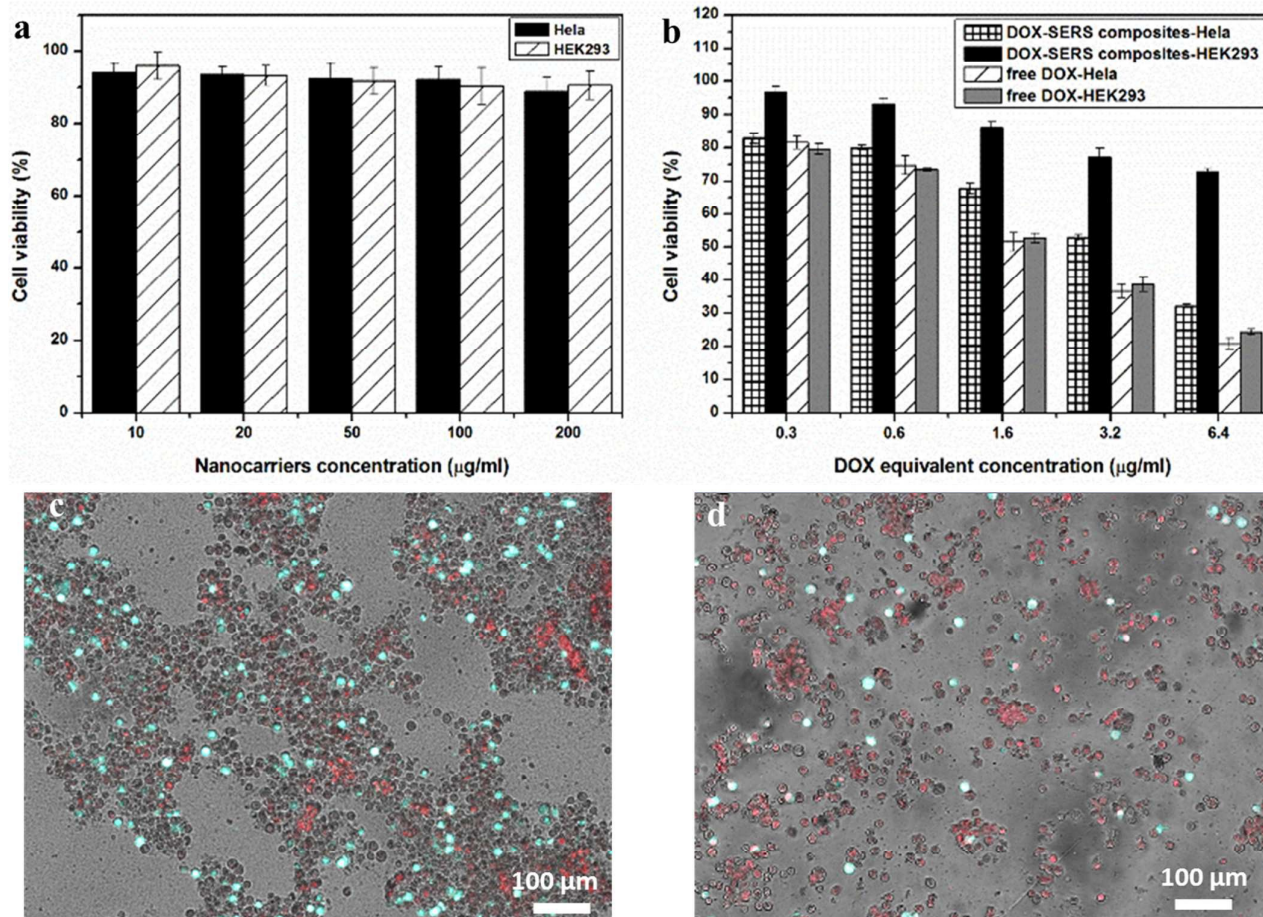 a
Hela
HEK293
100
80
60
40
20
0
Cell viability (%)
10 20 50 100 200
Nanocarriers concentration (μg/ml)
b
DOX-SERS composites-Hela
DOX-SERS composites-HEK293
free DOX-Hela
free DOX-HEK293
120
110
100
90
80
70
60
50
40
30
20
10
0
Cell viability (%)
0.3 0.6 1.6 3.2 6.4
DOX equivalent concentration (μg/ml)
c
100 μm
d
100 μm